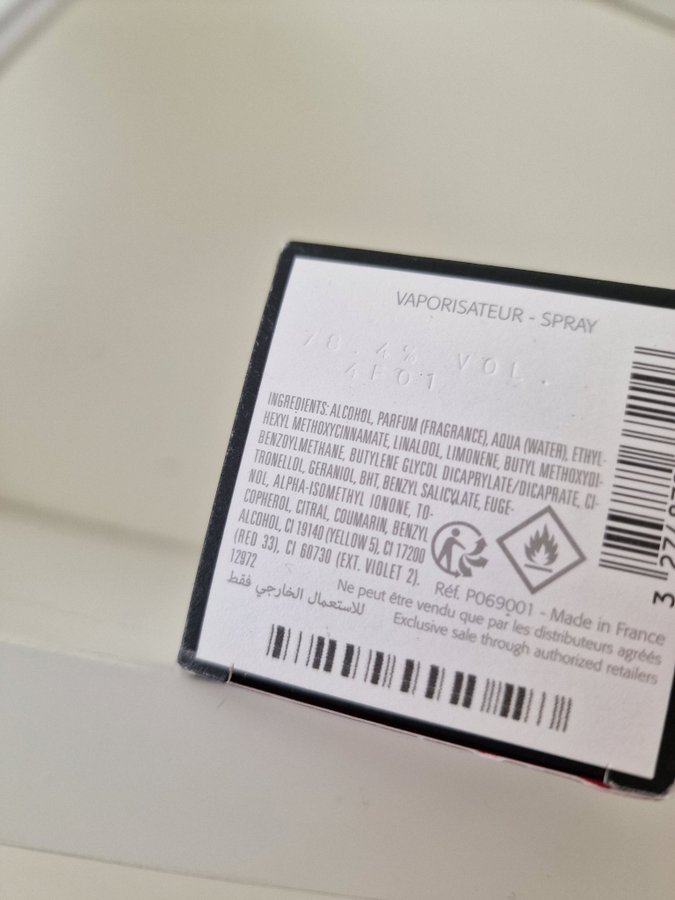 VAPORISATEUR - SPRAY
78.4% VOL.
4F01
INGREDIENTS: ALCOHOL, PARFUM (FRAGRANCE), AQUA (WATER), ETHYL-
HEXYL METHOXYCINNAMATE, LINALOOL, LIMONENE, BUTYL METHOXYDI-
BENZOYLMETHANE, BUTYLENE GLYCOL DICAPRYLATE/DICAPRATE, CI-
TRONELLOL, GERANIOL, BHT, BENZYL SALICYLATE, EUGE-
NOL, ALPHA-ISOMETHYL IONONE, TO-
COPHEROL, CITRAL, COUMARIN, BENZYL
ALCOHOL, CI 19140 (YELLOW 5), CI 17200
(RED 33), CI 60730 (EXT. VIOLET 2).
12972
للاستعمال الخارجي فقط
Réf. P069001 - Made in France
Ne peut être vendu que par les distributeurs agréés
Exclusive sale through authorized retailers